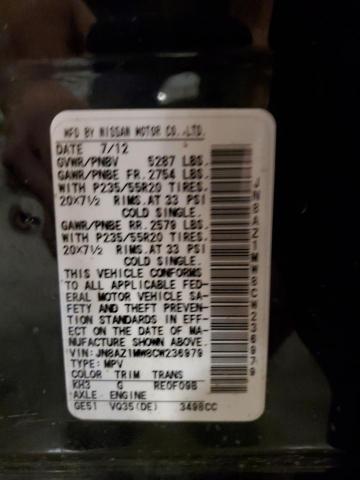 MFD BY NISSAN MOTOR CO.,LTD.
DATE 7/12
GVWR/PNBV 5287 LBS.
GAWR/PNBE FR. 2754 LBS.
WITH P235/55R20 TIRES.
20X7½ RIMS. AT 33 PSI
COLD SINGLE.
GAWR/PNBE RR. 2579 LBS.
WITH P235/55R20 TIRES.
20X7½ RIMS. AT 33 PSI
COLD SINGLE.
THIS VEHICLE CONFORMS
TO ALL APPLICABLE FED-
ERAL MOTOR VEHICLE SA-
FETY AND THEFT PREVEN-
TION STANDARDS IN EFF-
ECT ON THE DATE OF MA-
NUFACTURE SHOWN ABOVE.
VIN: JN8AZ1MW8CW236979
TYPE: MPV
COLOR TRIM TRANS
KH3 G RE0F09B
AXLE ENGINE
GE51 VQ35(DE) 3498CC
JN8AZ1MW8CW236979